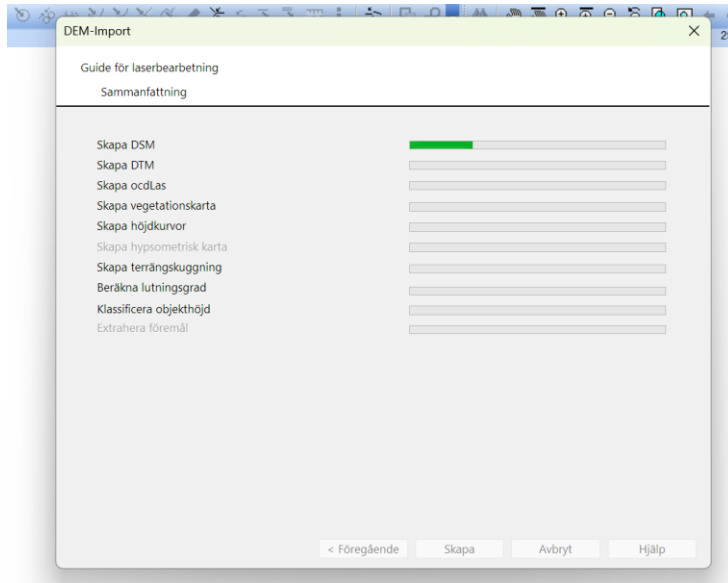 DEM-Import
Guide för laserbearbetning
Sammanfattning
Skapa DSM
Skapa DTM
Skapa ocdLas
Skapa vegetationskarta
Skapa höjdkurvor
Skapa hypsometrisk karta
Skapa terrängskuggning
Beräkna lutningsgrad
Klassificera objekthöjd
Extrahera föremål
< Föregående Skapa Avbryt Hjälp